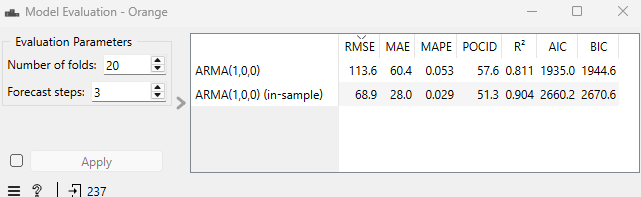 Model Evaluation - Orange
Evaluation Parameters
Number of folds: 20
Forecast steps: 3
Apply
237
RMSE MAE MAPE POCID R² AIC BIC
ARMA(1,0,0) 113.6 60.4 0.053 57.6 0.811 1935.0 1944.6
ARMA(1,0,0) (in-sample) 68.9 28.0 0.029 51.3 0.904 2660.2 2670.6